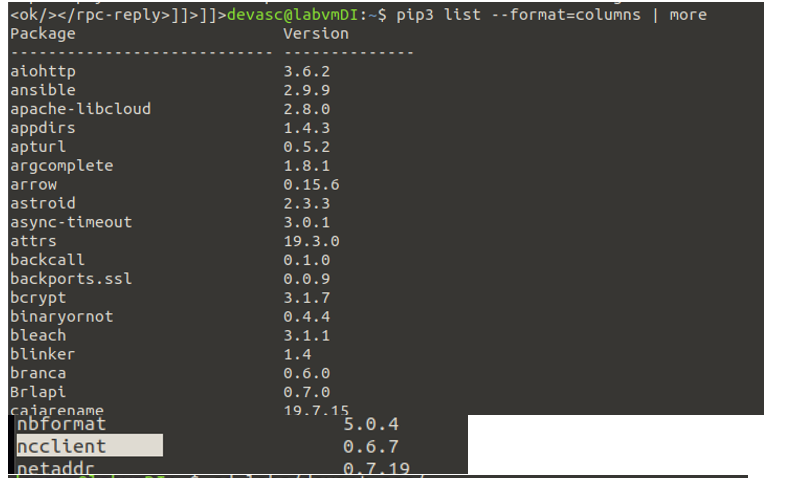 <ok/></rpc-reply>]]>]]>devasc@labvmDI:~$ pip3 list --format=columns | more
Package Version
---------------------------- --------------
aiohttp 3.6.2
ansible 2.9.9
apache-libcloud 2.8.0
appdirs 1.4.3
apturl 0.5.2
argcomplete 1.8.1
arrow 0.15.6
astroid 2.3.3
async-timeout 3.0.1
attrs 19.3.0
backcall 0.1.0
backports.ssl 0.0.9
bcrypt 3.1.7
binaryornot 0.4.4
bleach 3.1.1
blinker 1.4
branca 0.6.0
Brlapi 0.7.0
cajarename 19.7.15
nbformat 5.0.4
ncclient 0.6.7
netaddr 0.7.19